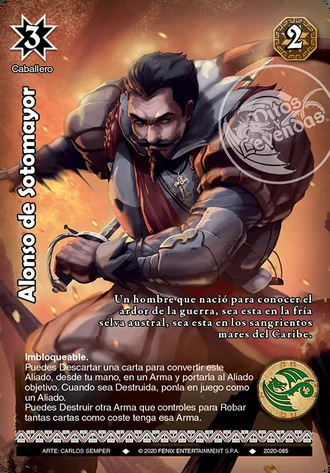 3
2
Caballero
Mitos y
Leyendas
Alonso de Sotomayor
Un hombre que nació para conocer el
ardor de la guerra, sea esta en la fría
selva austral, sea esta en los sangrientos
mares del Caribe.
Imbloqueable.
Puedes Descartar una carta para convertir este
Aliado, desde tu mano, en un Arma y portarla al Aliado
objetivo. Cuando sea Destruida, ponla en juego como
un Aliado.
Puedes Destruir otra Arma que controles para Robar
tantas cartas como coste tenga esa Arma.
ARTE: CARLOS SEMPER ◆ © 2020 FENIX ENTERTAINMENT S.P.A. ◆ 2020-085